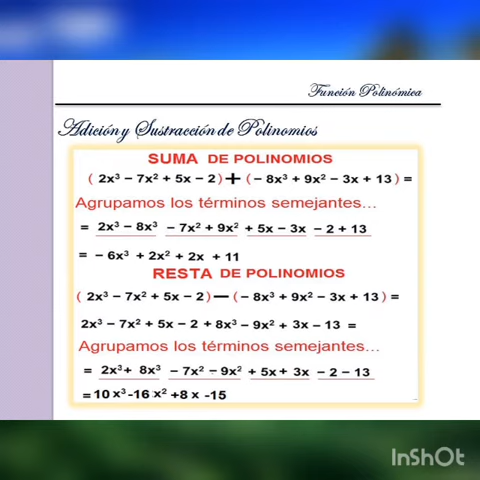 Función Polinómica
Adición y Sustracción de Polinomios
SUMA DE POLINOMIOS
( 2x³ – 7x² + 5x – 2 ) + ( – 8x³ + 9x² – 3x + 13 ) =
Agrupamos los términos semejantes...
= 2x³ – 8x³ – 7x² + 9x² + 5x – 3x – 2 + 13
= – 6x³ + 2x² + 2x + 11
RESTA DE POLINOMIOS
( 2x³ – 7x² + 5x – 2 ) – ( – 8x³ + 9x² – 3x + 13 ) =
2x³ – 7x² + 5x – 2 + 8x³ – 9x² + 3x – 13 =
Agrupamos los términos semejantes...
= 2x³ + 8x³ – 7x² – 9x² + 5x + 3x – 2 – 13
= 10 x³ -16 x² +8 x -15
InShOt